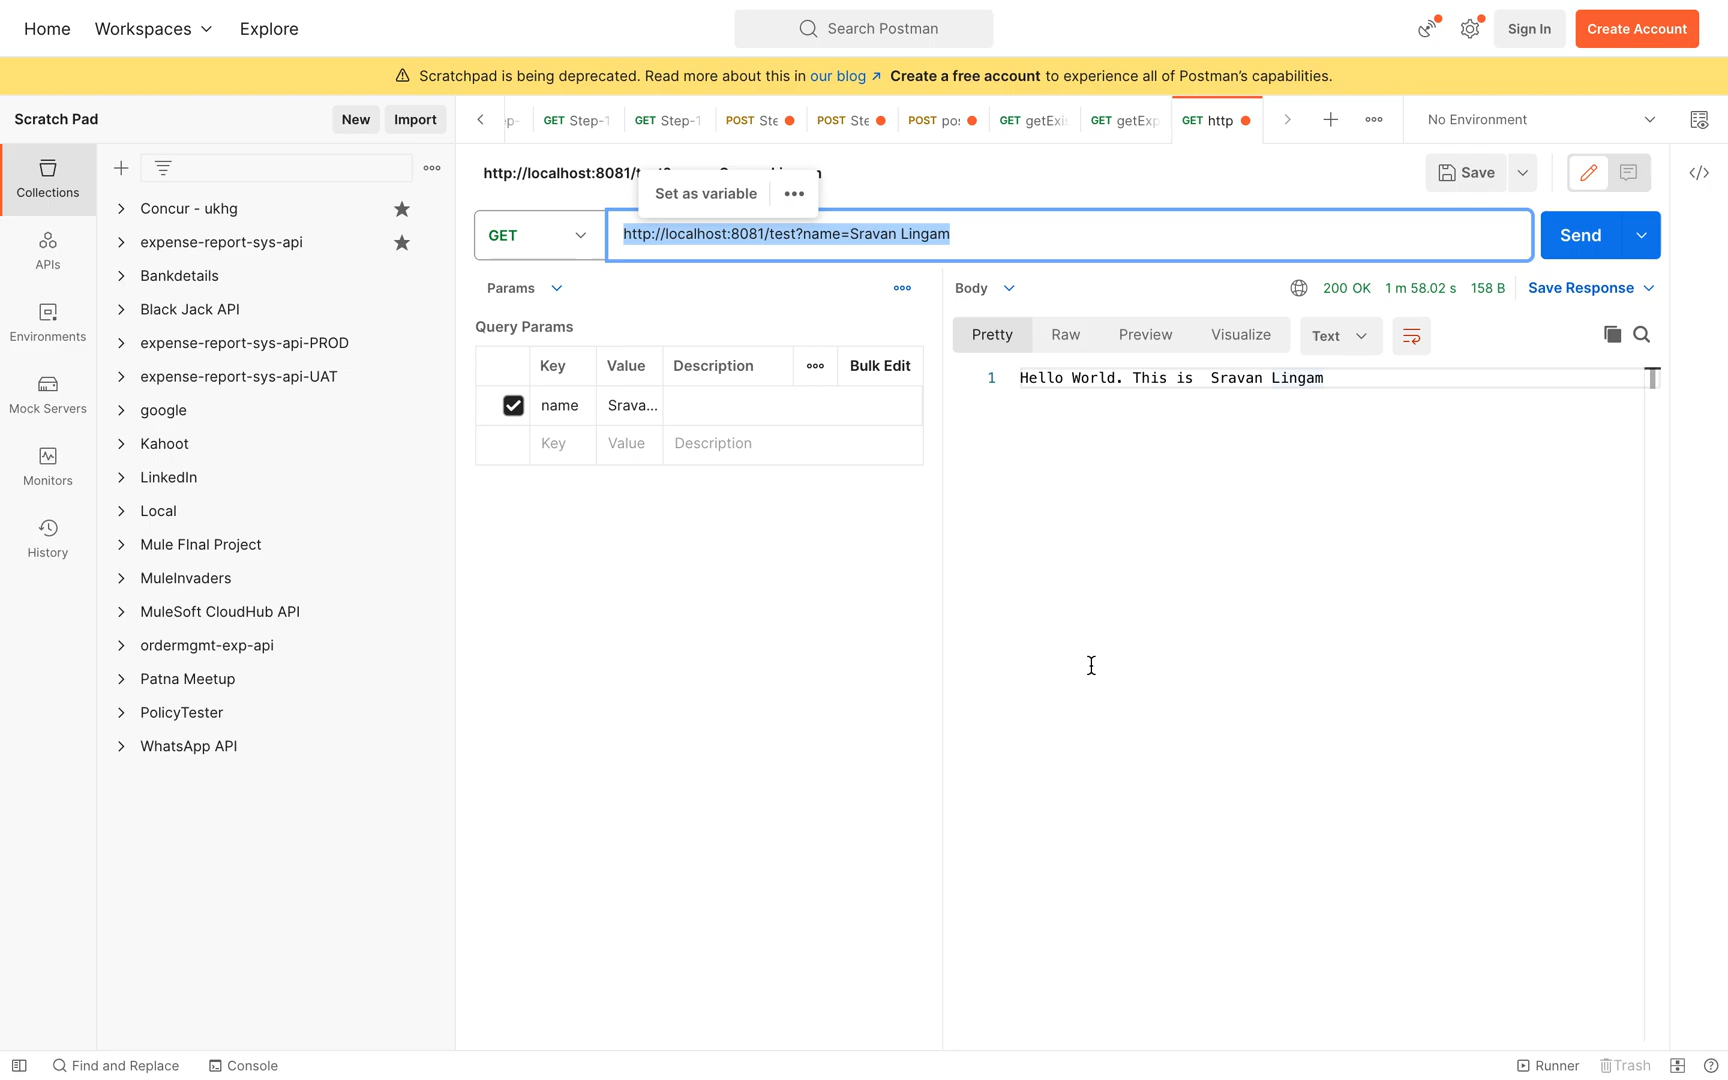 Home Workspaces Explore Search Postman Sign In Create Account
Scratchpad is being deprecated. Read more about this in our blog ↗ Create a free account to experience all of Postman's capabilities.
Scratch Pad New Import GET Step-1 GET Step-1 POST Ste POST Ste POST pos GET getExi GET getExp GET http No Environment
Collections
APIs
Environments
Mock Servers
Monitors
History
Concur - ukhg
expense-report-sys-api
Bankdetails
Black Jack API
expense-report-sys-api-PROD
expense-report-sys-api-UAT
google
Kahoot
LinkedIn
Local
Mule FInal Project
MuleInvaders
MuleSoft CloudHub API
ordermgmt-exp-api
Patna Meetup
PolicyTester
WhatsApp API
http://localhost:8081/t Save
Set as variable
GET http://localhost:8081/test?name=Sravan Lingam Send
Params
Query Params
Key Value Description Bulk Edit
name Srava...
Key Value Description
Body 200 OK 1 m 58.02 s 158 B Save Response
Pretty Raw Preview Visualize Text
1 Hello World. This is  Sravan Lingam
Find and Replace Console Runner Trash